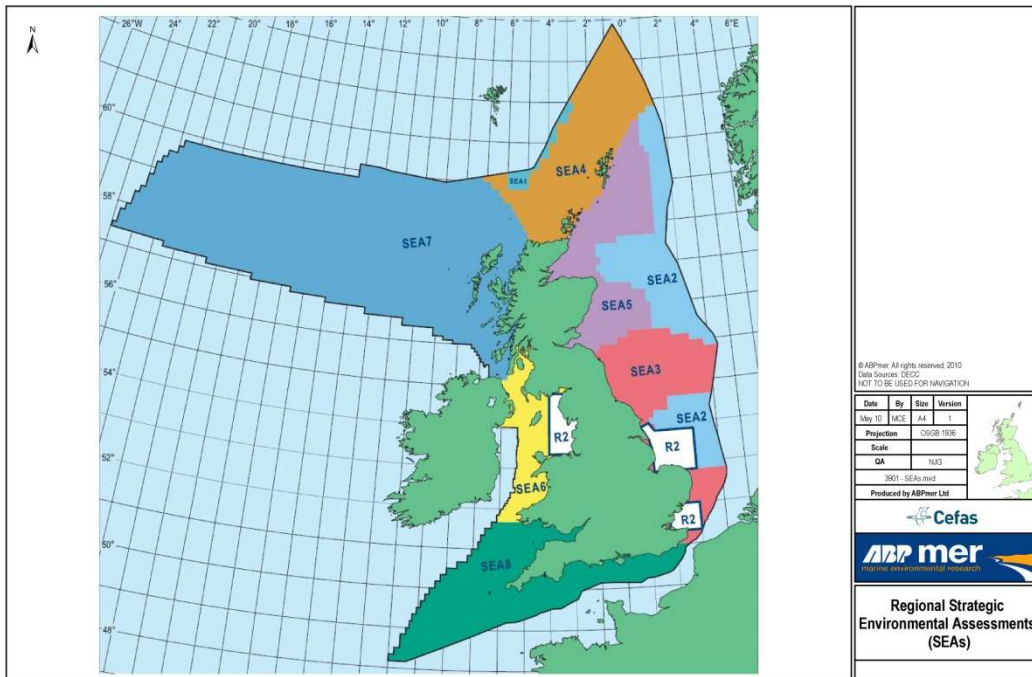 26°W 24° 22° 20° 18° 16° 14° 12° 10° 8° 6° 4° 2° 0° 2° 4° 6°E
N
60°
58°
56°
54°
52°
50°
48°
SEA1
SEA4
SEA7
SEA2
SEA5
SEA3
SEA2
R2
R2
SEA6
R2
SEA8
© ABPmer, All rights reserved, 2010
Data Sources: DECC
NOT TO BE USED FOR NAVIGATION
Date By Size Version
May 10 MCE A4 1
Projection OSGB 1936
Scale
QA NJG
3901 - SEAs.mxd
Produced by ABPmer Ltd
Cefas
ABP mer
marine environmental research
Regional Strategic
Environmental Assessments
(SEAs)